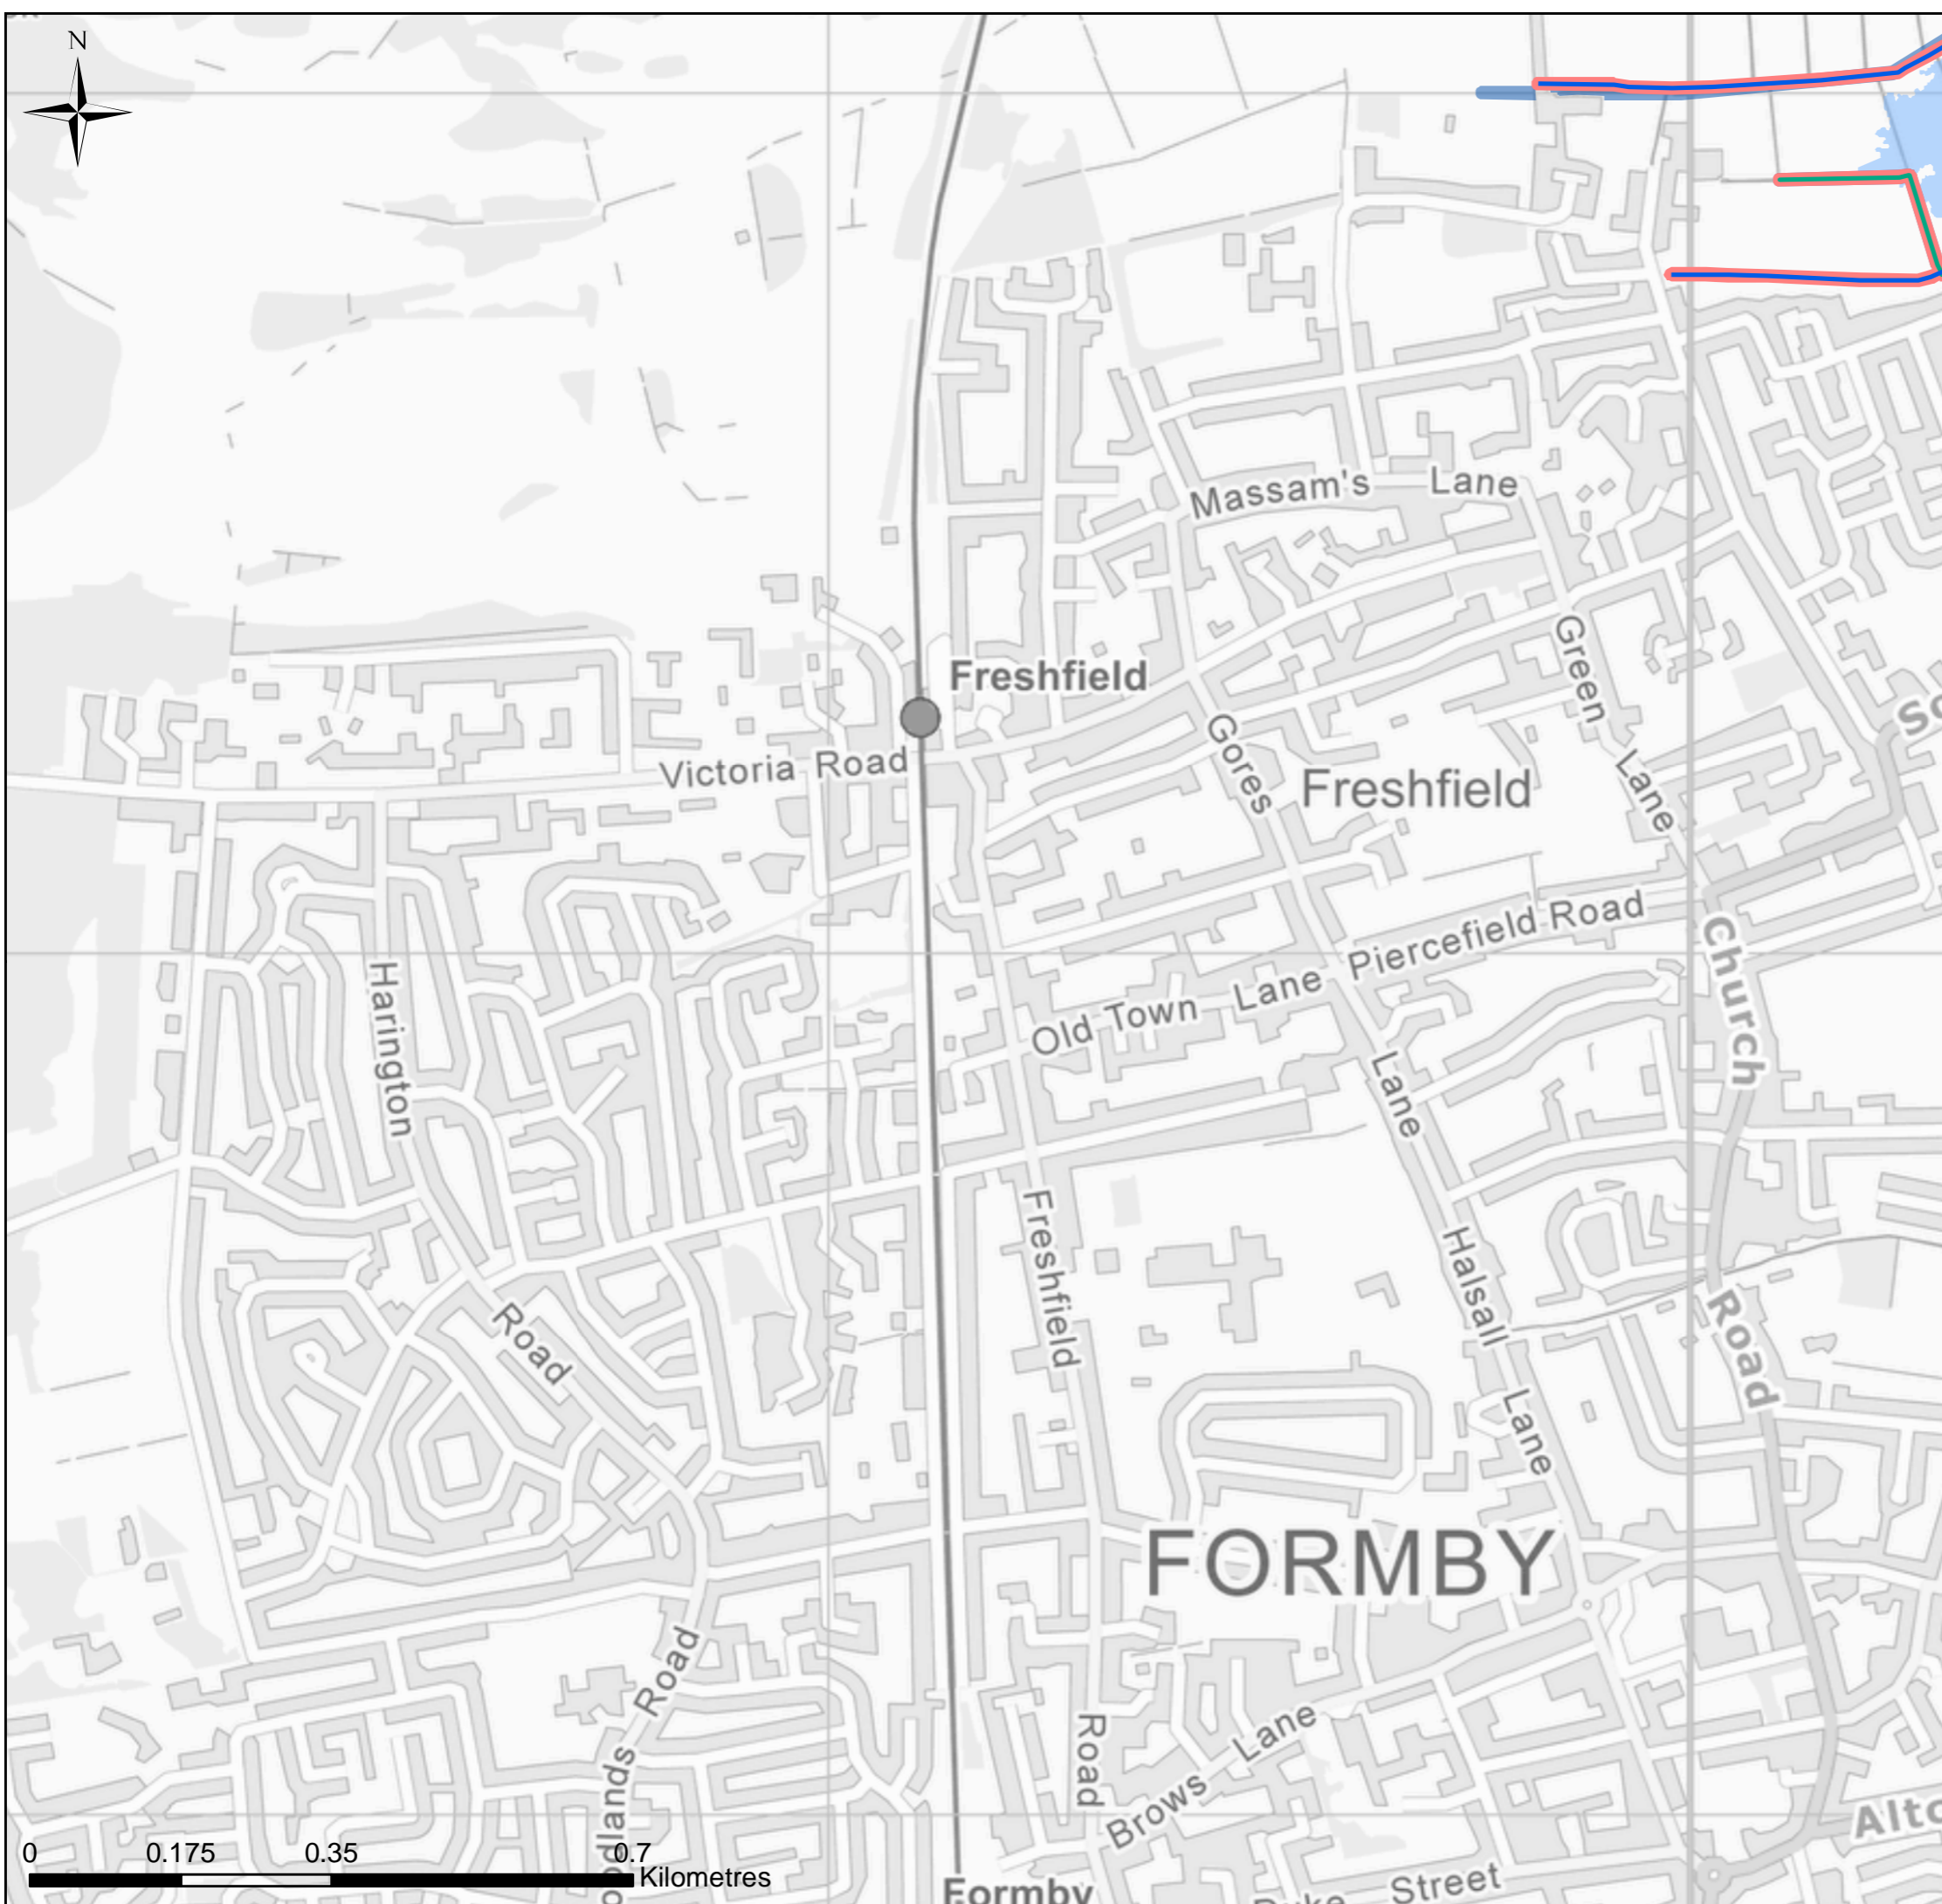 N
Massam's Lane
Freshfield
Green
Victoria Road
Gores
Freshfield
Lane
Piercefield Road
Church
Harington
Old Town Lane
Lane
Freshfield
Halsall
Road
Road
Lane
FORMBY
Road
Road
Lane
Brows
0 0.175 0.35 0.7
Kilometres
Formby
Street